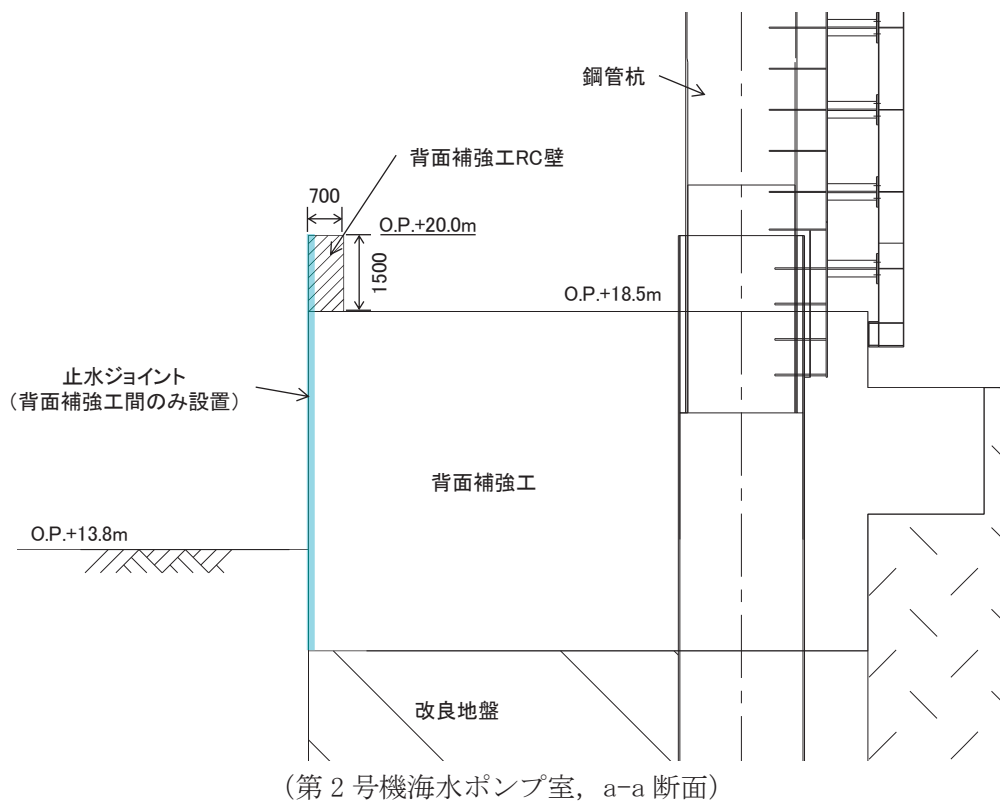 鋼管杭
背面補強工RC壁
700
O.P.+20.0m
1500
O.P.+18.5m
止水ジョイント
(背面補強工間のみ設置)
背面補強工
O.P.+13.8m
改良地盤
(第 2 号機海水ポンプ室, a-a 断面)